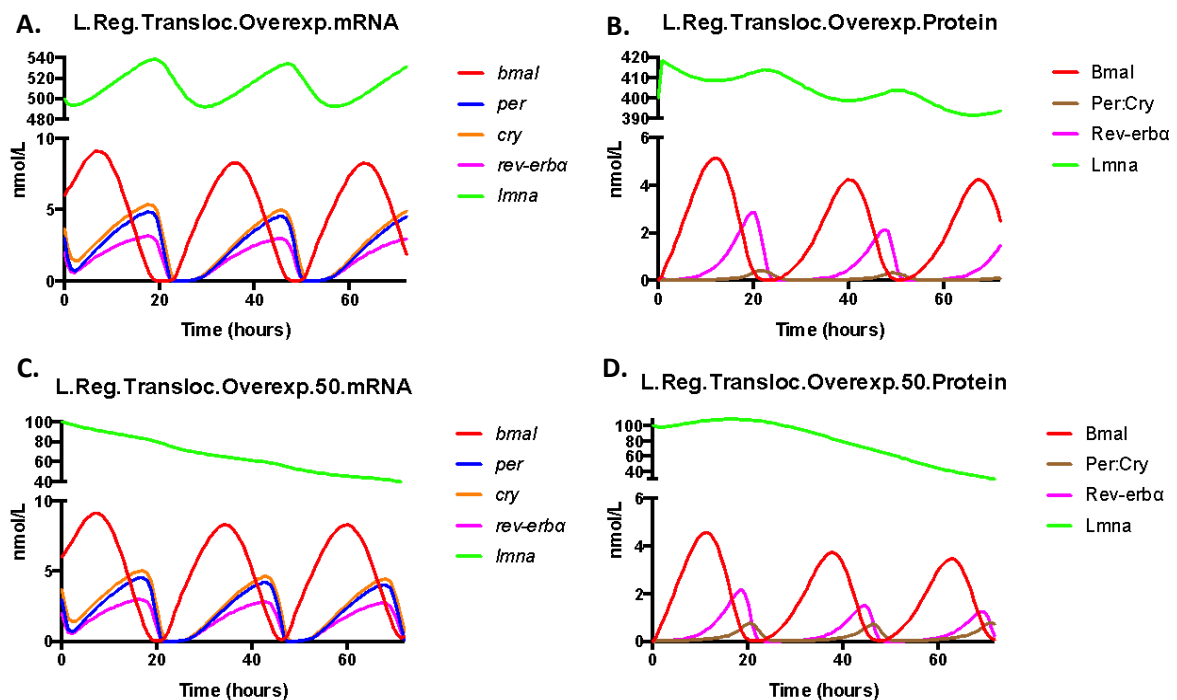 A.
L.Reg.Transloc.Overexp.mRNA
540
520
500
480
10
5
0
nmol/L
0 20 40 60
Time (hours)
bmal
per
cry
rev-erbα
lmna
B.
L.Reg.Transloc.Overexp.Protein
420
410
400
390
6
4
2
0
nmol/L
0 20 40 60
Time (hours)
Bmal
Per:Cry
Rev-erbα
Lmna
C.
L.Reg.Transloc.Overexp.50.mRNA
100
80
60
40
10
5
0
nmol/L
0 20 40 60
Time (hours)
bmal
per
cry
rev-erbα
lmna
D.
L.Reg.Transloc.Overexp.50.Protein
100
80
60
40
6
4
2
0
nmol/L
0 20 40 60
Time (hours)
Bmal
Per:Cry
Rev-erbα
Lmna